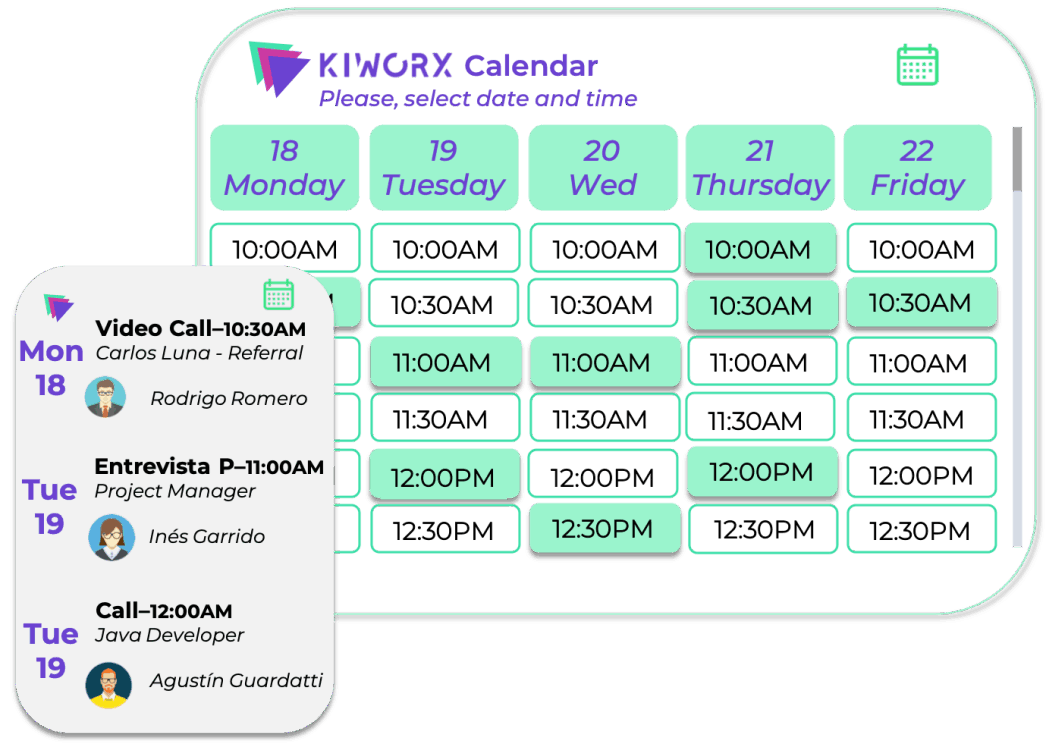 KIWORX Calendar
Please, select date and time
18 19 20 21 22
Monday Tuesday Wed Thursday Friday
10:00AM 10:00AM 10:00AM 10:00AM 10:00AM
10:30AM 10:30AM 10:30AM 10:30AM
11:00AM 11:00AM 11:00AM 11:00AM
11:30AM 11:30AM 11:30AM 11:30AM
12:00PM 12:00PM 12:00PM 12:00PM
12:30PM 12:30PM 12:30PM 12:30PM
Mon
18
Video Call–10:30AM
Carlos Luna - Referral
Rodrigo Romero
Tue
19
Entrevista P–11:00AM
Project Manager
Inés Garrido
Tue
19
Call–12:00AM
Java Developer
Agustín Guardatti